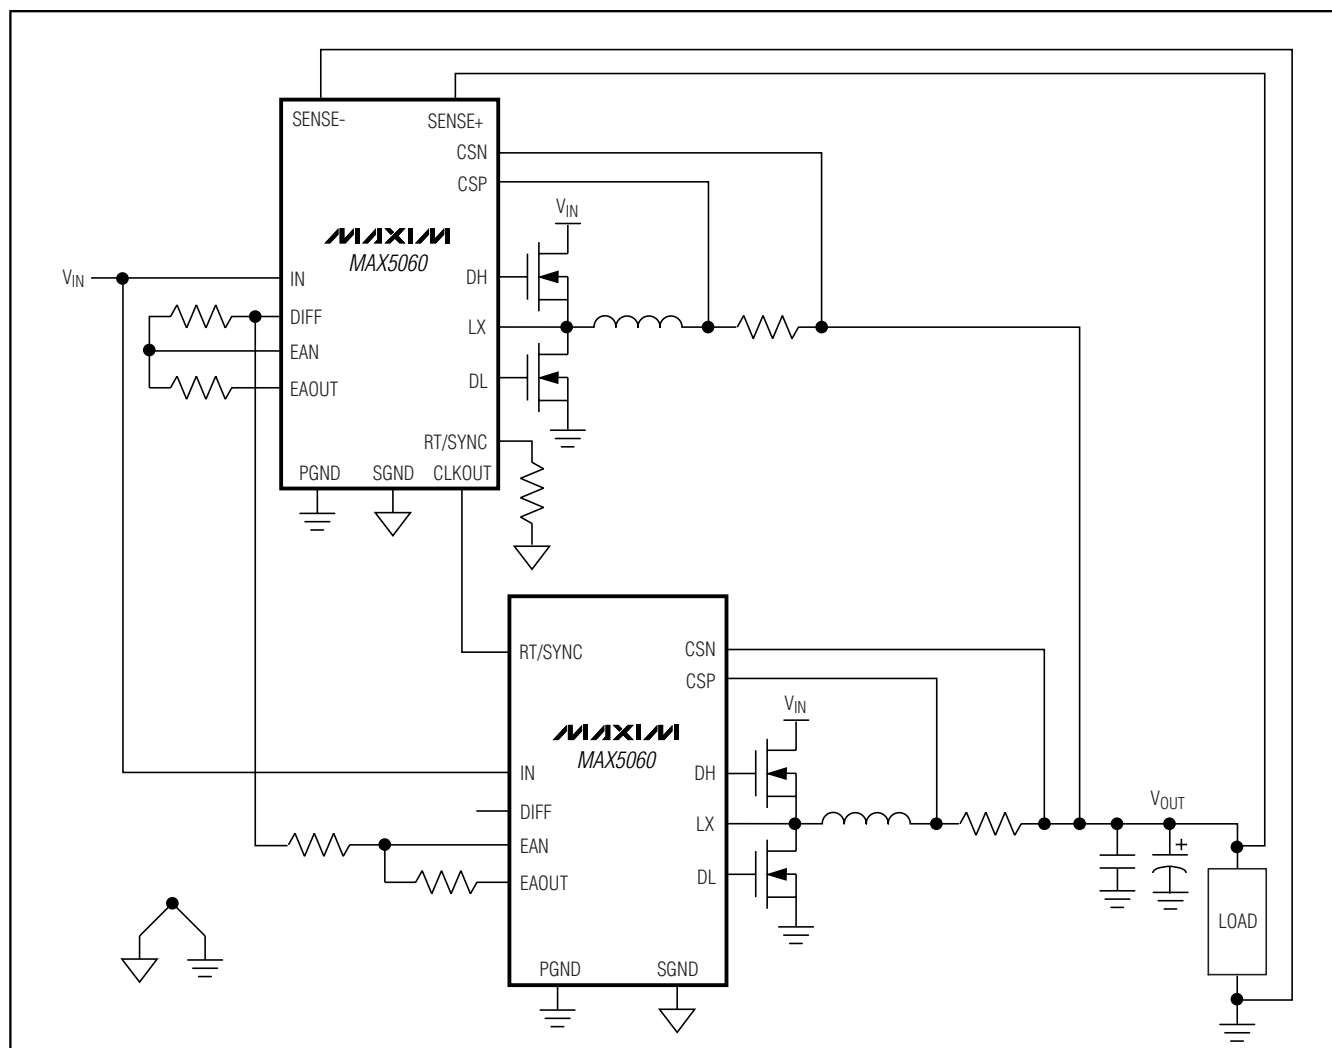 SENSE-
SENSE+
CSN
CSP
VIN
MAXIM
MAX5060
VIN
IN
DH
DIFF
LX
EAN
DL
EAOUT
RT/SYNC
PGND
SGND
CLKOUT
RT/SYNC
CSN
CSP
VIN
MAXIM
MAX5060
IN
DH
DIFF
VOUT
LX
+
EAN
DL
EAOUT
LOAD
PGND
SGND